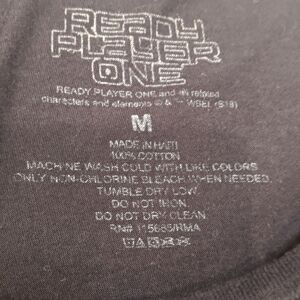 READY
PLAYER
ONE
READY PLAYER ONE and all related
characters and elements © & ™ WBEI. (S18)
M
MADE IN HAITI
100% COTTON
MACHINE WASH COLD WITH LIKE COLORS
ONLY NON-CHLORINE BLEACH WHEN NEEDED.
TUMBLE DRY LOW.
DO NOT IRON.
DO NOT DRY CLEAN.
RN# 115685/RMA